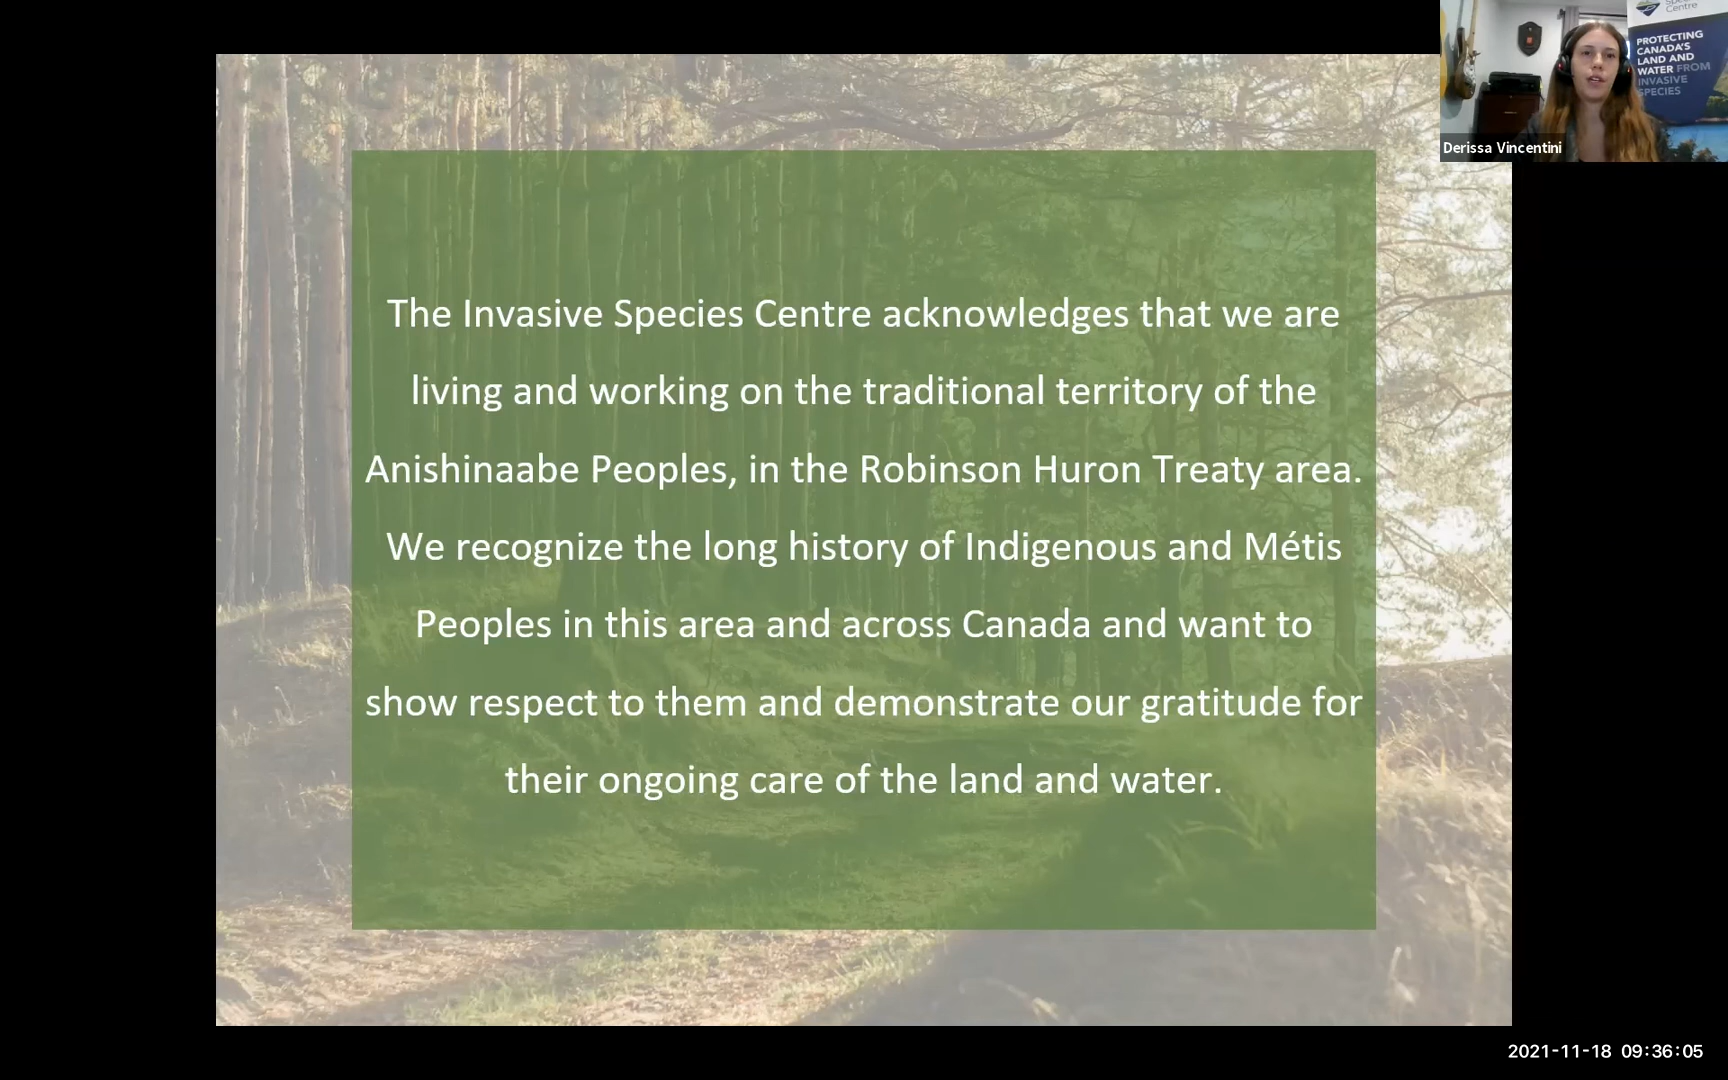 Species
Centre
PROTECTING
CANADA'S
LAND AND
WATER FROM
INVASIVE
SPECIES
Derissa Vincentini
The Invasive Species Centre acknowledges that we are
living and working on the traditional territory of the
Anishinaabe Peoples, in the Robinson Huron Treaty area.
We recognize the long history of Indigenous and Métis
Peoples in this area and across Canada and want to
show respect to them and demonstrate our gratitude for
their ongoing care of the land and water.
2021-11-18 09:36:05